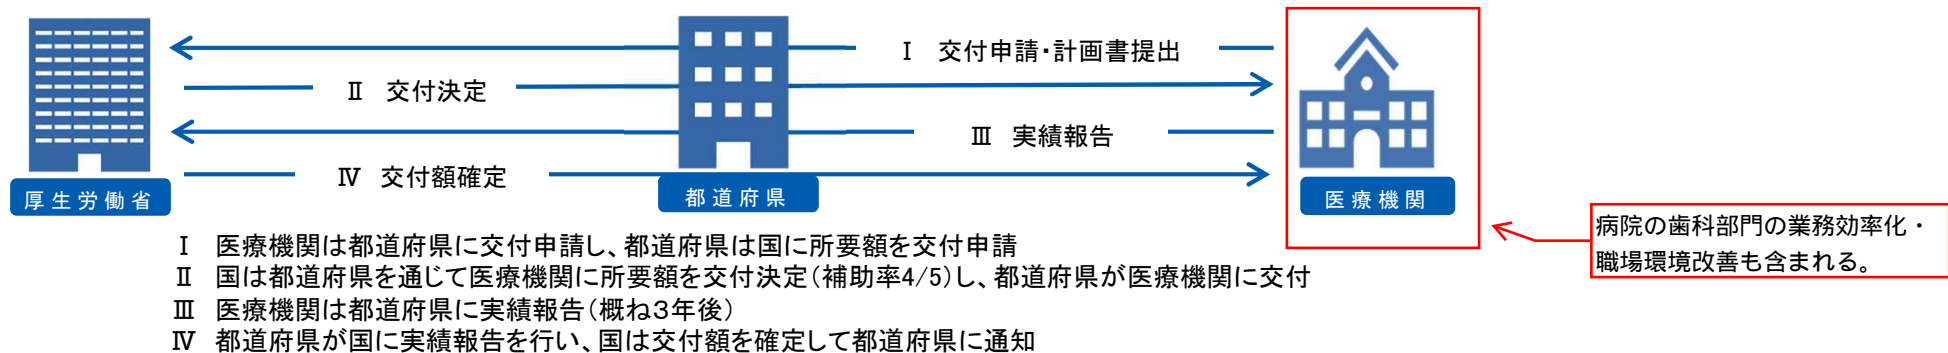 Ⅰ 交付申請・計画書提出
Ⅱ 交付決定
Ⅲ 実績報告
Ⅳ 交付額確定
厚生労働省
都道府県
医療機関
病院の歯科部門の業務効率化・
職場環境改善も含まれる。
Ⅰ 医療機関は都道府県に交付申請し、都道府県は国に所要額を交付申請
Ⅱ 国は都道府県を通じて医療機関に所要額を交付決定（補助率4/5）し、都道府県が医療機関に交付
Ⅲ 医療機関は都道府県に実績報告（概ね３年後）
Ⅳ 都道府県が国に実績報告を行い、国は交付額を確定して都道府県に通知